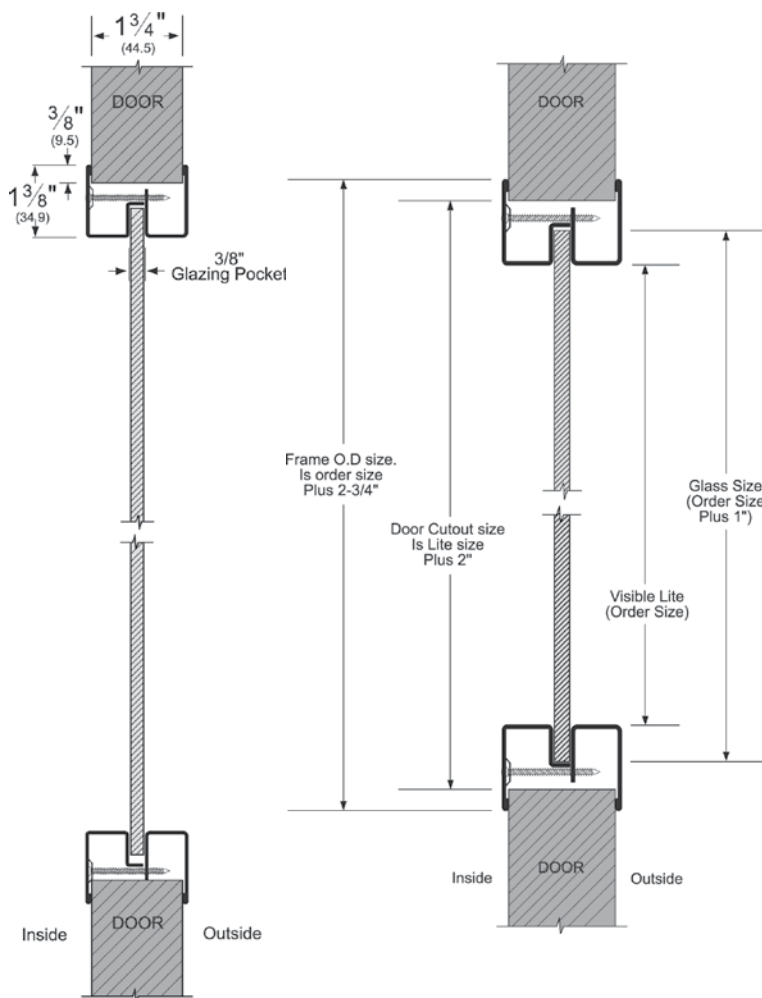 1 3/4"
(44.5)
DOOR
3/8"
(9.5)
1 3/8"
(34.9)
3/8"
Glazing Pocket
DOOR
Inside
Outside
DOOR
Frame O.D size.
Is order size
Plus 2-3/4"
Door Cutout size
Is Lite size
Plus 2"
Glass Size
(Order Size
Plus 1")
Visible Lite
(Order Size)
Inside
DOOR
Outside